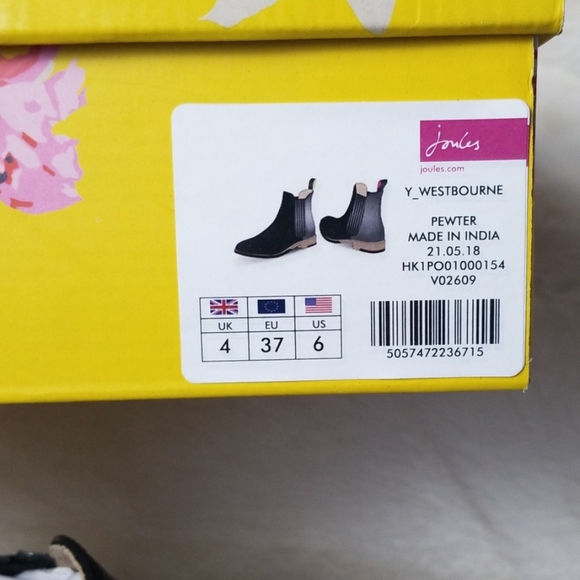 joules
joules.com
Y_WESTBOURNE
PEWTER
MADE IN INDIA
21.05.18
HK1PO01000154
V02609
UK EU US
4 37 6
5057472236715